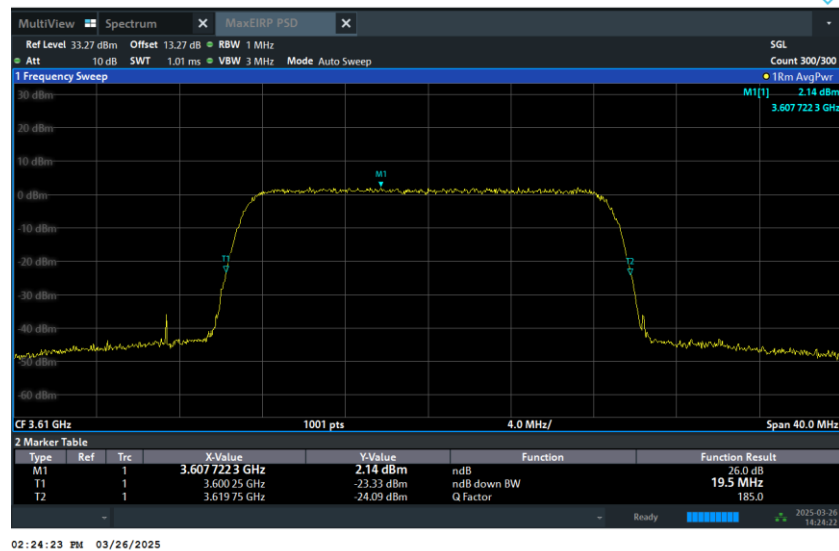 MultiView Spectrum X MaxEIRP PSD X
Ref Level 33.27 dBm Offset 13.27 dB RBW 1 MHz SGL
Att 10 dB SWT 1.01 ms VBW 3 MHz Mode Auto Sweep Count 300/300
1 Frequency Sweep 1Rm AvgPwr
M1[1] 2.14 dBm
3.607 722 3 GHz
30 dBm
20 dBm
10 dBm
M1
0 dBm
-10 dBm
-20 dBm
T1
T2
-30 dBm
-40 dBm
-50 dBm
-60 dBm
CF 3.61 GHz 1001 pts 4.0 MHz/ Span 40.0 MHz
2 Marker Table
Type Ref Trc X-Value Y-Value Function Function Result
M1 1 3.607 722 3 GHz 2.14 dBm ndB 26.0 dB
T1 1 3.600 25 GHz -23.33 dBm ndB down BW 19.5 MHz
T2 1 3.619 75 GHz -24.09 dBm Q Factor 185.0
Ready 2025-03-26
14:24:22
02:24:23 PM 03/26/2025